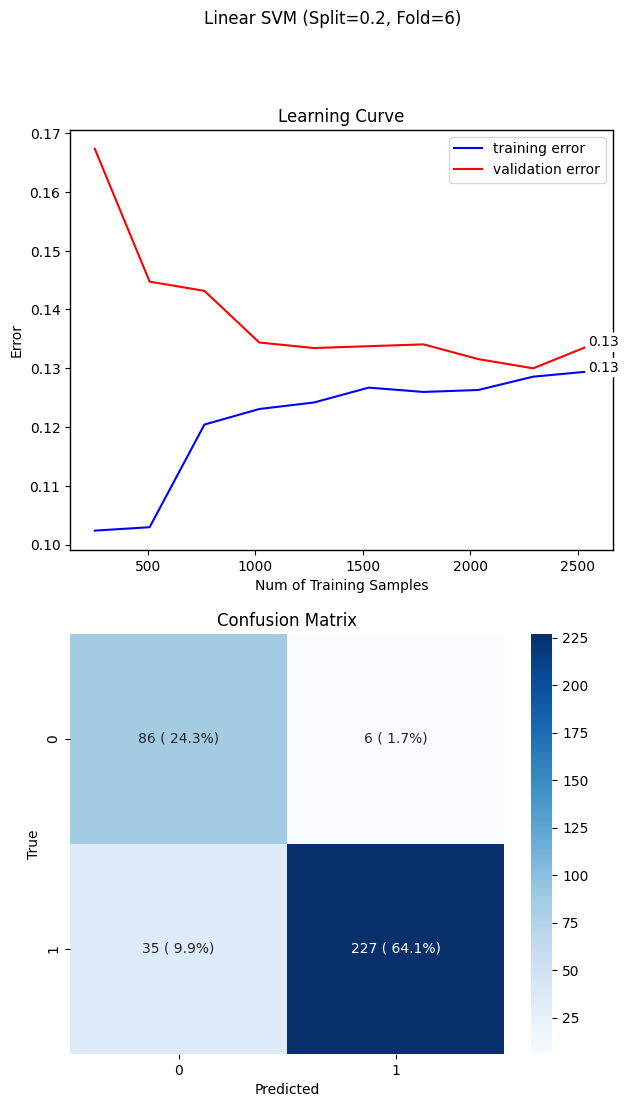 Linear SVM (Split=0.2, Fold=6)
Learning Curve
0.17
0.16
0.15
0.14
0.13
0.12
0.11
0.10
Error
training error
validation error
0.13
0.13
500
1000
1500
2000
2500
Num of Training Samples
Confusion Matrix
0
1
True
86 ( 24.3%)
6 ( 1.7%)
35 ( 9.9%)
227 ( 64.1%)
0
1
Predicted
225
200
175
150
125
100
75
50
25